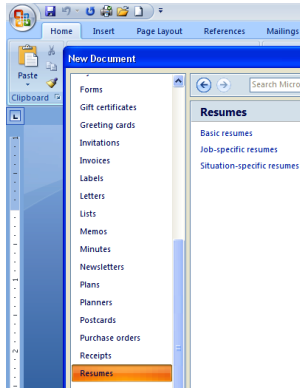 Home Insert Page Layout References Mailings
Paste
Clipboard
New Document
Forms
Gift certificates
Greeting cards
Invitations
Invoices
Labels
Letters
Lists
Memos
Minutes
Newsletters
Plans
Planners
Postcards
Purchase orders
Receipts
Resumes
Search Micro
Resumes
Basic resumes
Job-specific resumes
Situation-specific resumes